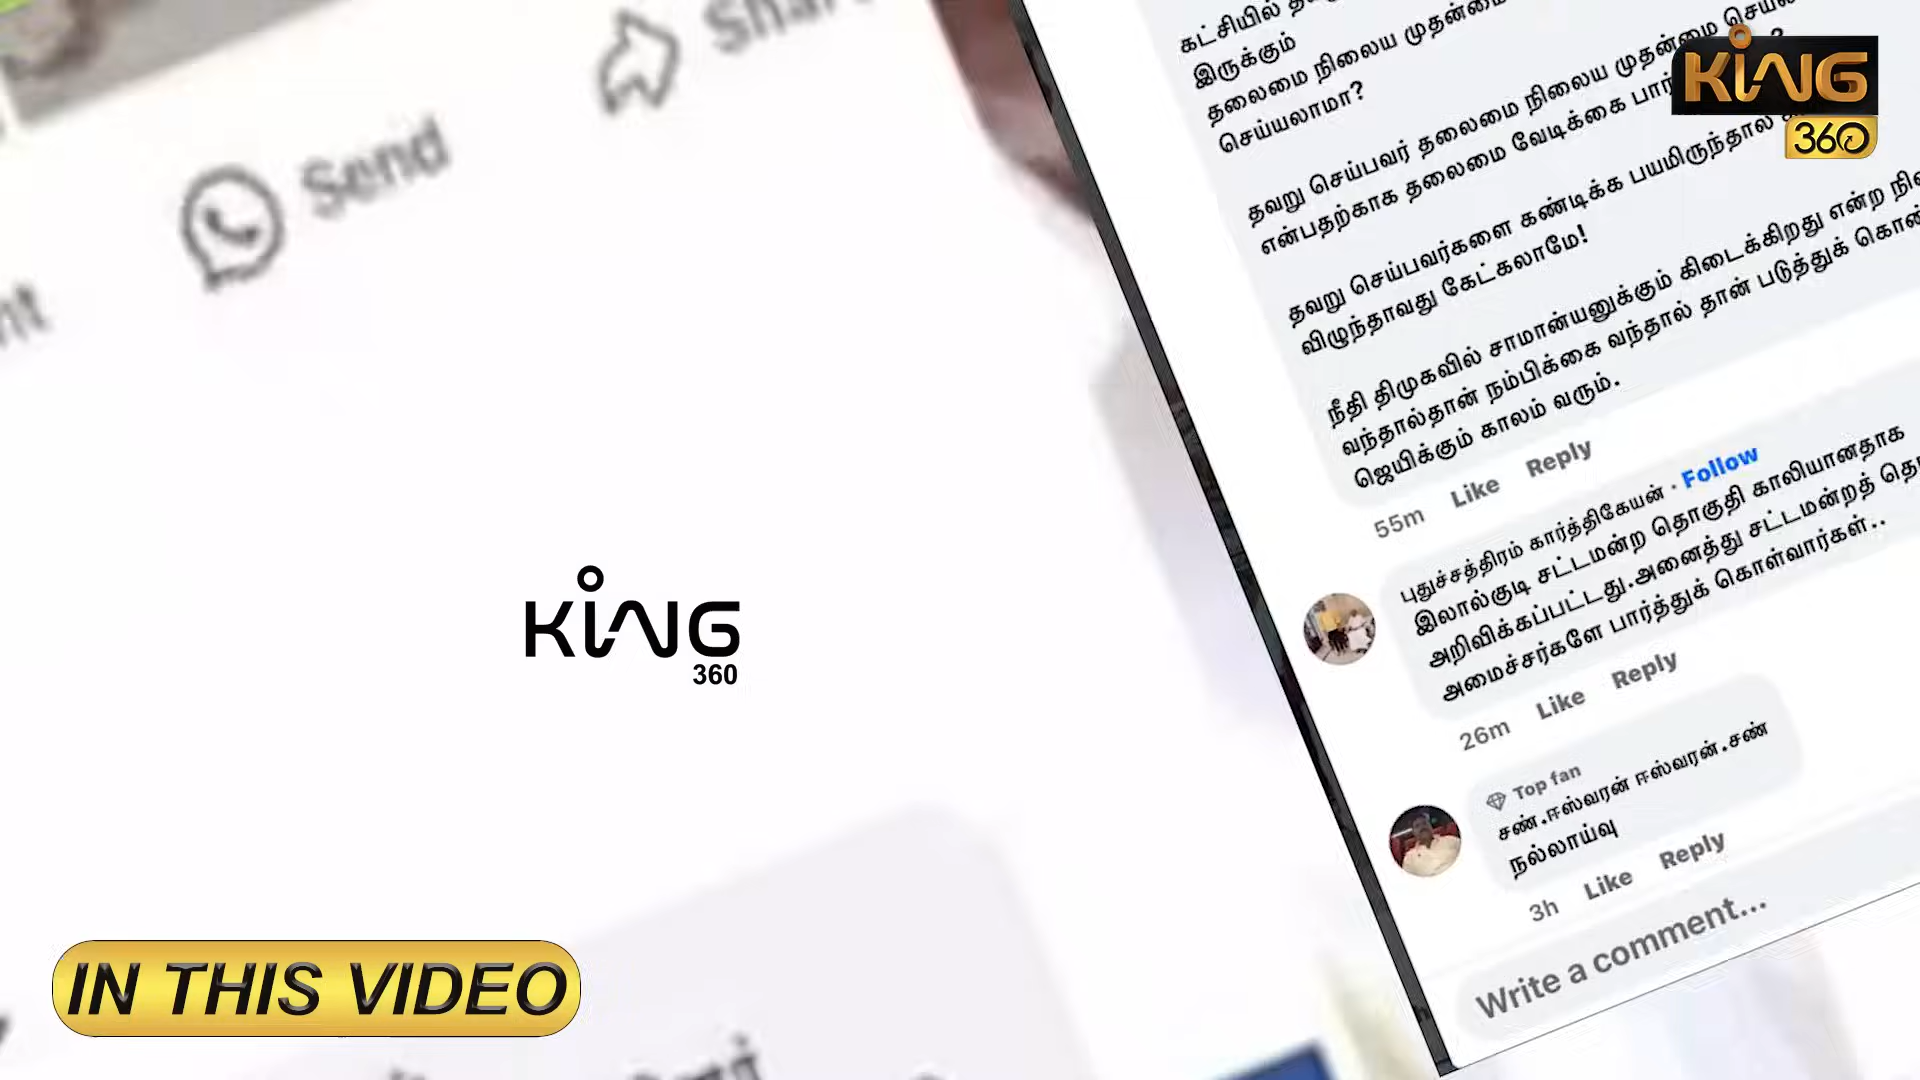 Share
Send
KING
360
IN THIS VIDEO
KING
360
கட்சியில்
இருக்கும்
தலைமை நிலைய முதன்மை
செய்யலாமா?
தவறு செய்பவர் தலைமை நிலைய முதன்மை
என்பதற்காக தலைமை வேடிக்கை
தவறு செய்பவர்களை கண்டிக்க பயமிருந்தால்
விழுந்தாவது கேட்கலாமே!
நீதி திமுகவில் சாமான்யனுக்கும் கிடைக்கிறது என்ற
வந்தால்தான் நம்பிக்கை வந்தால் தான் படுத்துக்
ஜெயிக்கும் காலம் வரும்.
55m Like Reply
புதுச்சத்திரம் கார்த்திகேயன் · Follow
இலால்குடி சட்டமன்ற தொகுதி காலியானதாக
அறிவிக்கப்பட்டது.அனைத்து சட்டமன்றத்
அமைச்சர்களே பார்த்துக் கொள்வார்கள்..
26m Like Reply
Top fan
சண்.ஈஸ்வரன் ஈஸ்வரன்.சண்
நல்லாய்வு
3h Like Reply
Write a comment...